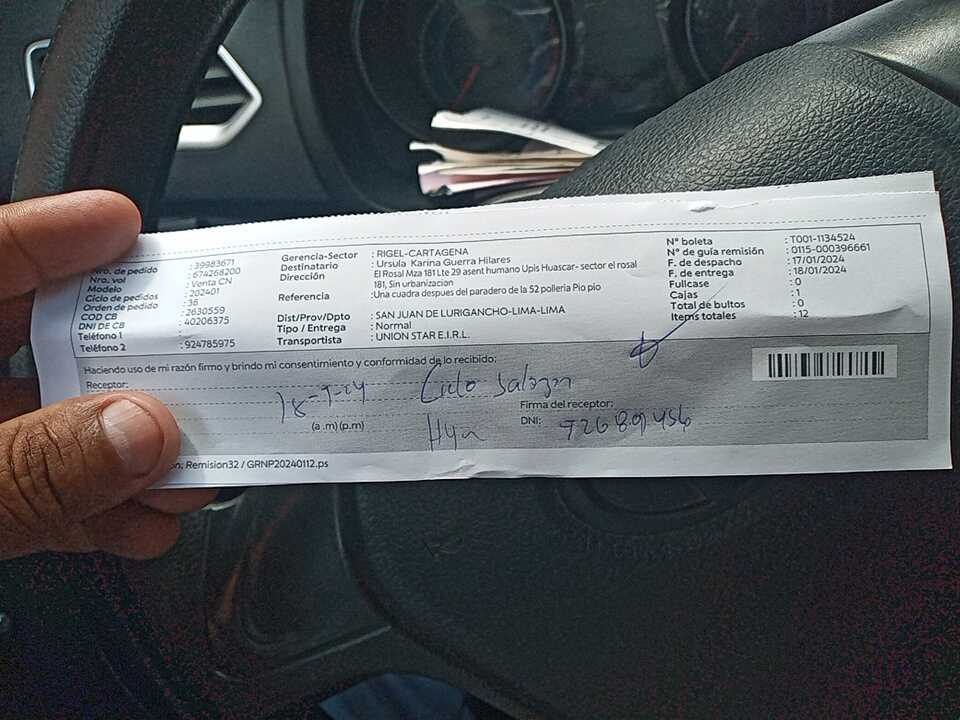 Nro. de pedido : 39983671
Nro. vol : 674268200
Modelo : Venta CN
Ciclo de pedidos : 202401
Orden de pedido : 36
COD CB : 2630559
DNI DE CB : 40206375
Teléfono 1 :
Teléfono 2 : 924785975
Gerencia-Sector : RIGEL-CARTAGENA
Destinatario : Ursula Karina Guerra Hilares
Dirección El Rosal Mza 181 Lte 29 asent humano Upis Huascar- sector el rosal
181, Sin urbanizacion
Referencia :Una cuadra despues del paradero de la 52 polleria Pio pio
Dist/Prov/Dpto : SAN JUAN DE LURIGANCHO-LIMA-LIMA
Tipo / Entrega : Normal
Transportista : UNION STAR E.I.R.L.
N° boleta : T001-1134524
N° de guía remisión : 0115-000396661
F. de despacho : 17/01/2024
F. de entrega : 18/01/2024
Fullcase : 0
Cajas : 1
Total de bultos : 0
Items totales : 12
Haciendo uso de mi razón firmo y brindo mi consentimiento y conformidad de lo recibido:
Receptor:
18-1-24 Salazar
(a.m)(p.m)
Firma del receptor:
DNI: 72689456
Remision32 / GRNP20240112.ps